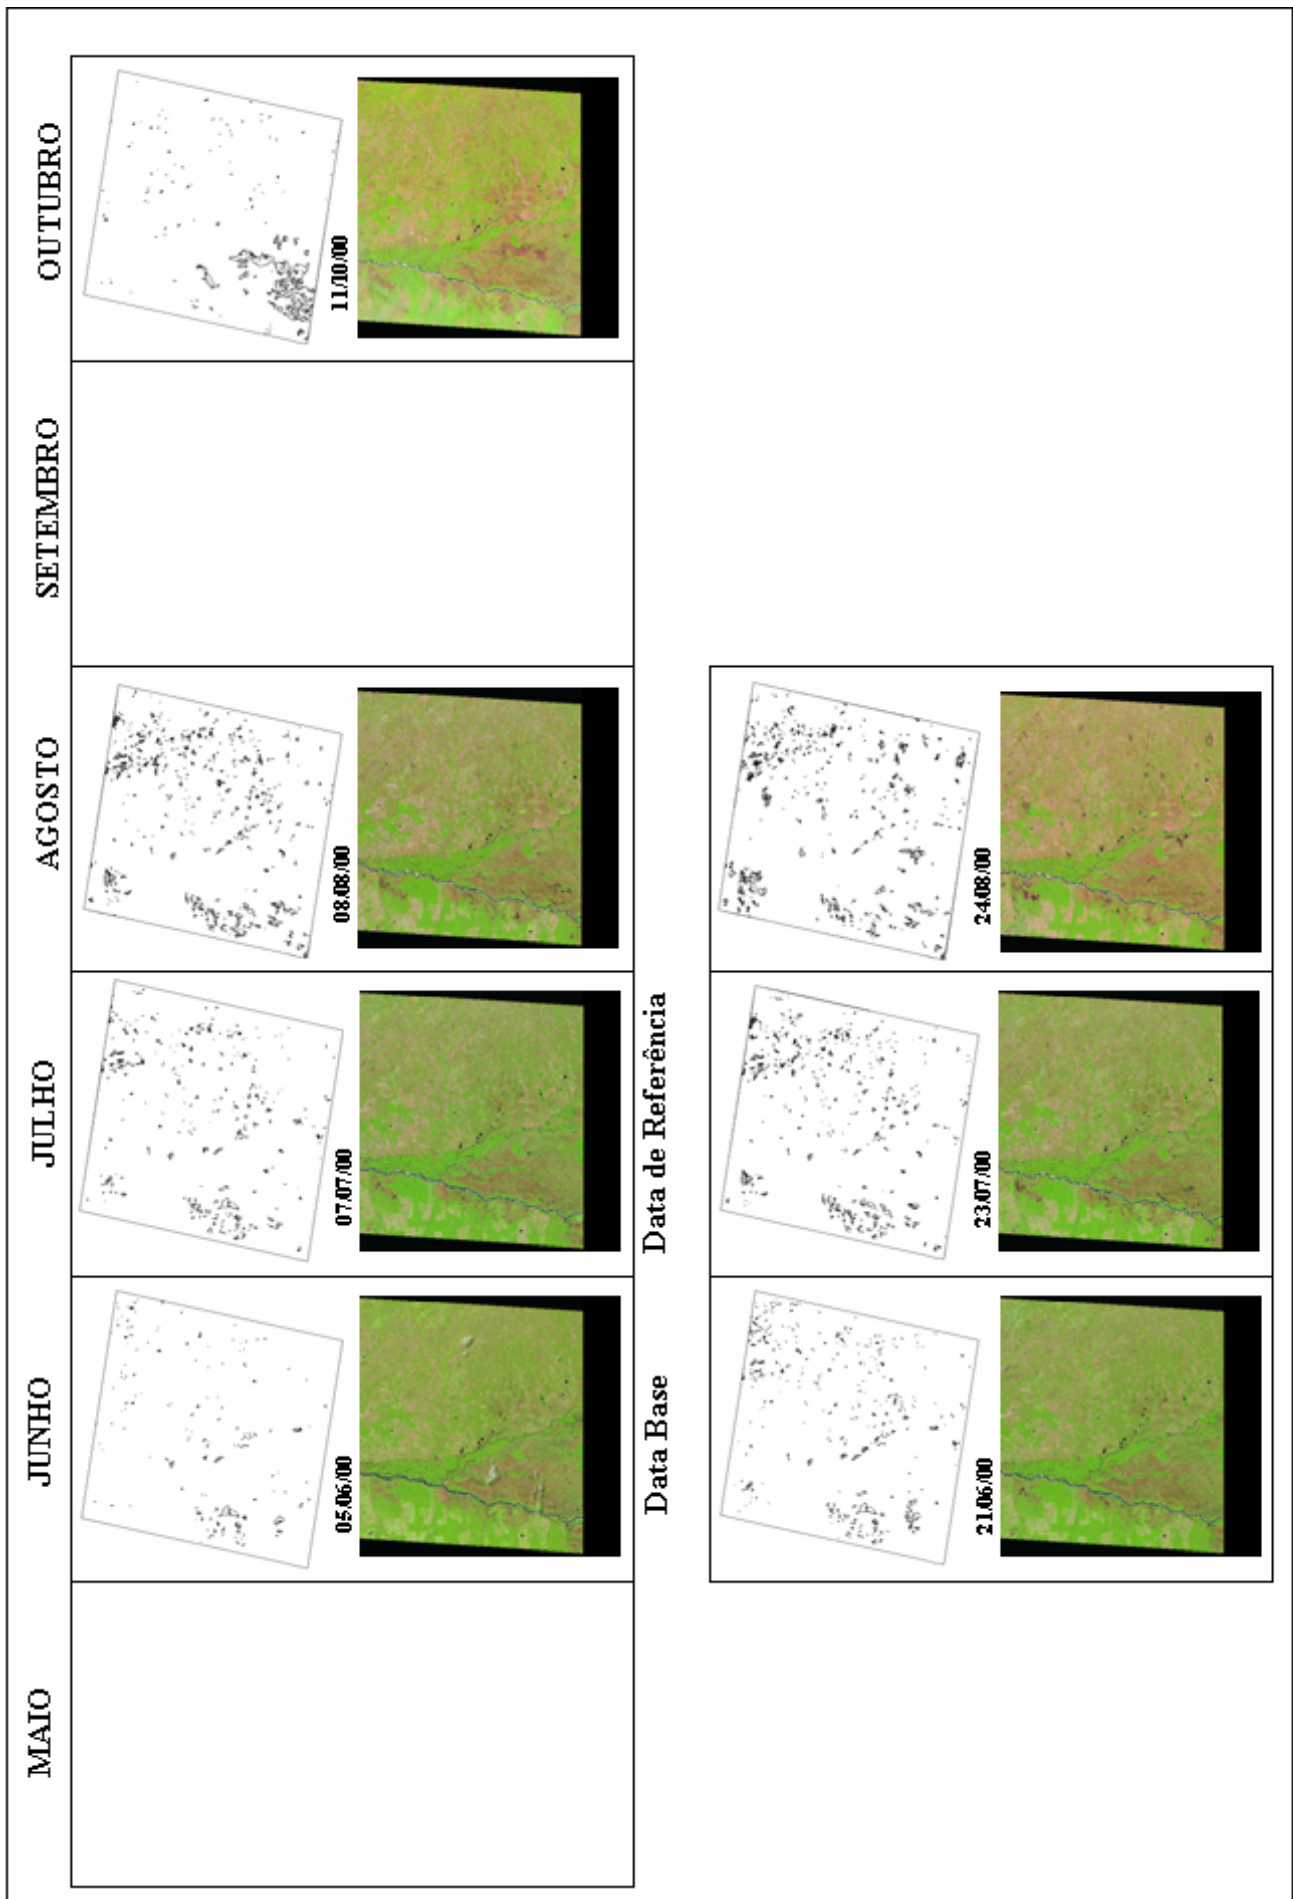 MAIO
JUNHO
JULHO
AGOSTO
SETEMBRO
OUTUBRO
05/06/00
07/07/00
08/08/00
11/10/00
Data Base
Data de Referência
21/06/00
23/07/00
24/08/00